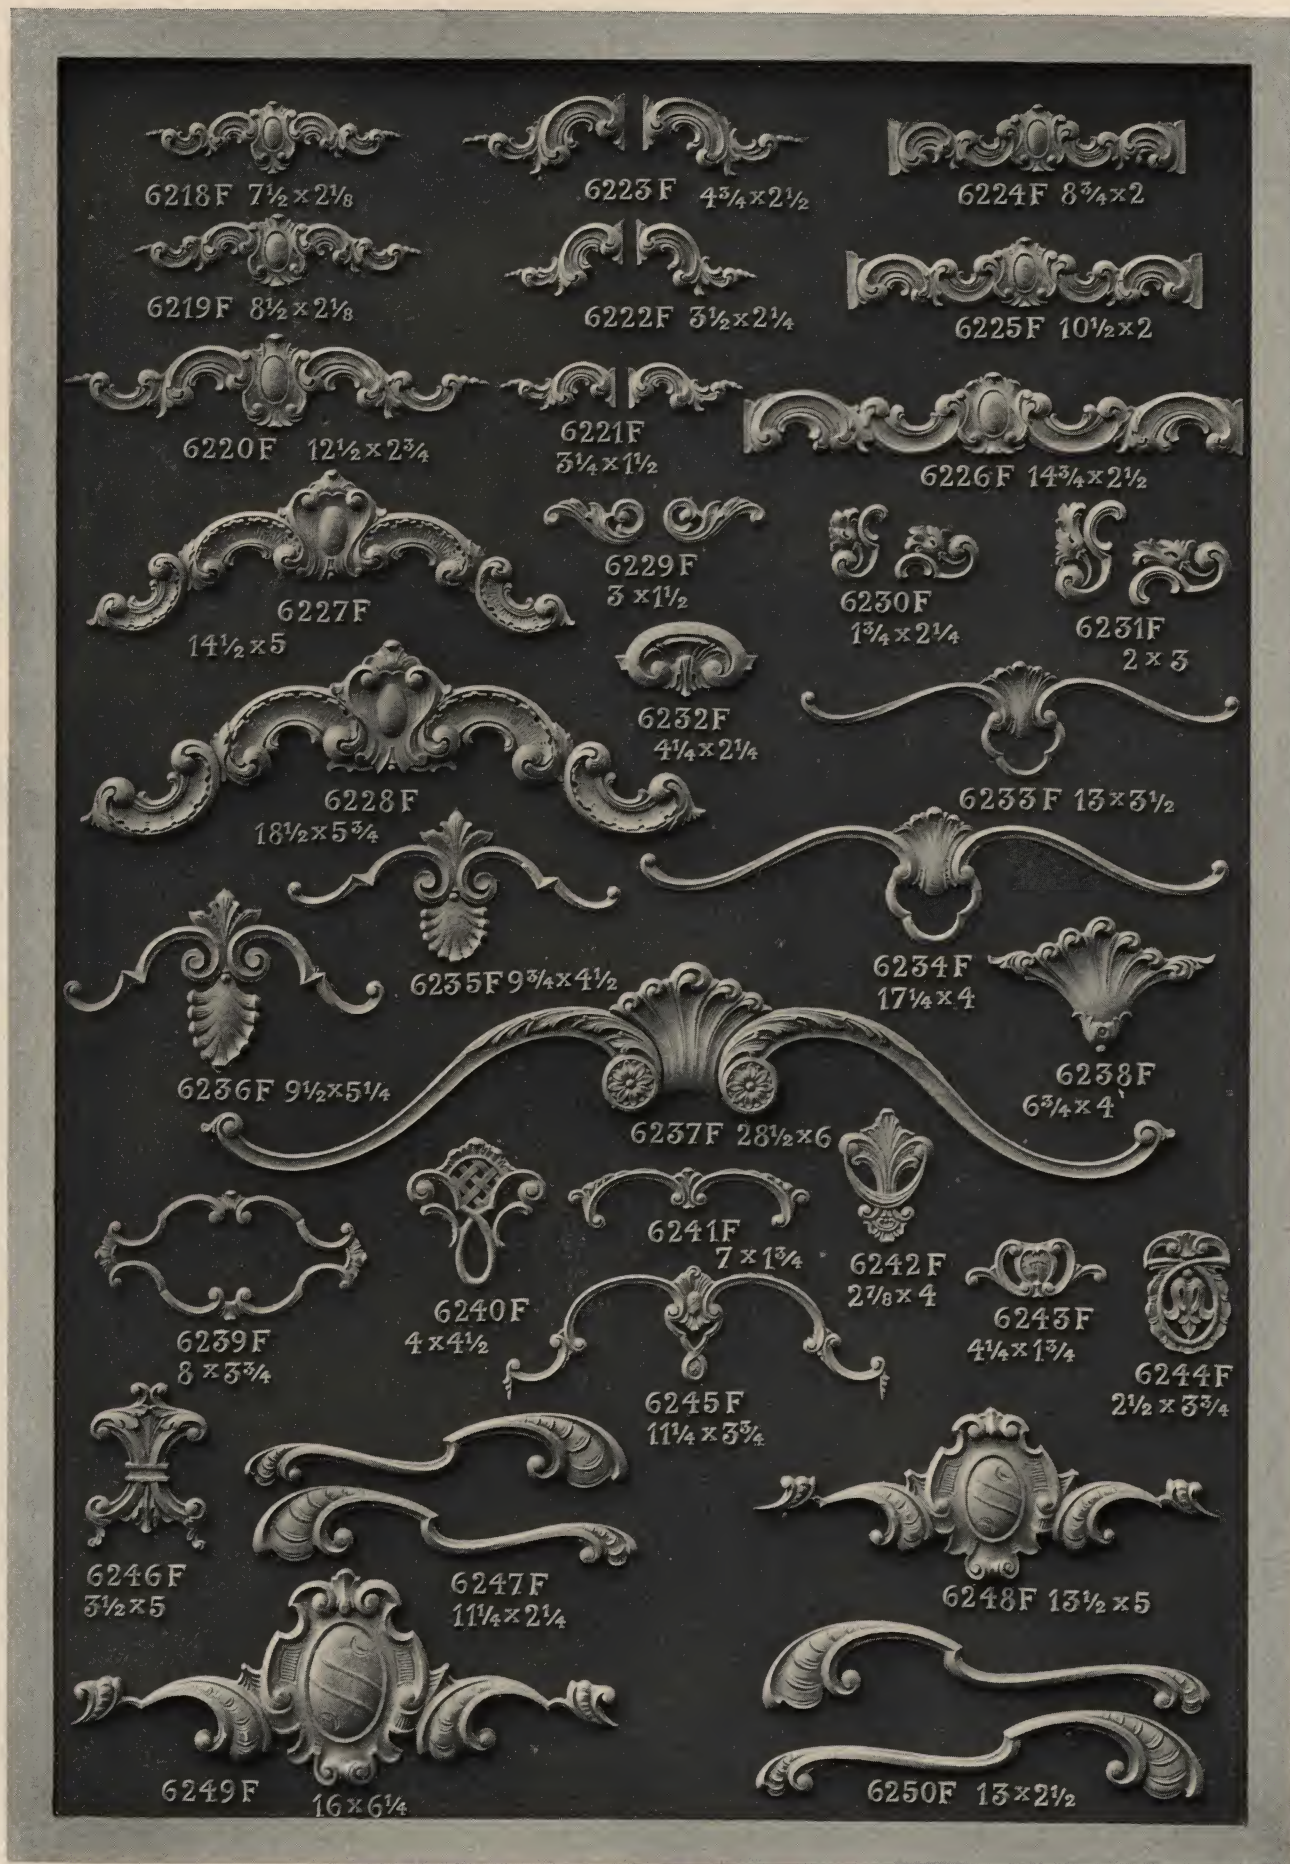 6218F 7½ x 2⅛
6223F 4¾ x 2½
6224F 8¾ x 2
6219F 8½ x 2⅛
6222F 3½ x 2¼
6225F 10½ x 2
6220F 12½ x 2¾
6221F
3¼ x 1½
6226F 14¾ x 2½
6227F
14½ x 5
6229F
3 x 1½
6230F
1¾ x 2¼
6231F
2 x 3
6232F
4¼ x 2¼
6228F
18½ x 5¾
6233F 13 x 3½
6235F 9¾ x 4½
6234F
17¼ x 4
6236F 9½ x 5¼
6238F
6¾ x 4
6237F 28½ x 6
6241F
7 x 1¾
6242F
2⅞ x 4
6239F
8 x 3¾
6240F
4 x 4½
6243F
4¼ x 1¾
6244F
2½ x 3¾
6245F
11¼ x 3¾
6246F
3½ x 5
6247F
11¼ x 2¼
6248F 13½ x 5
6249F
16 x 6¼
6250F 13 x 2½